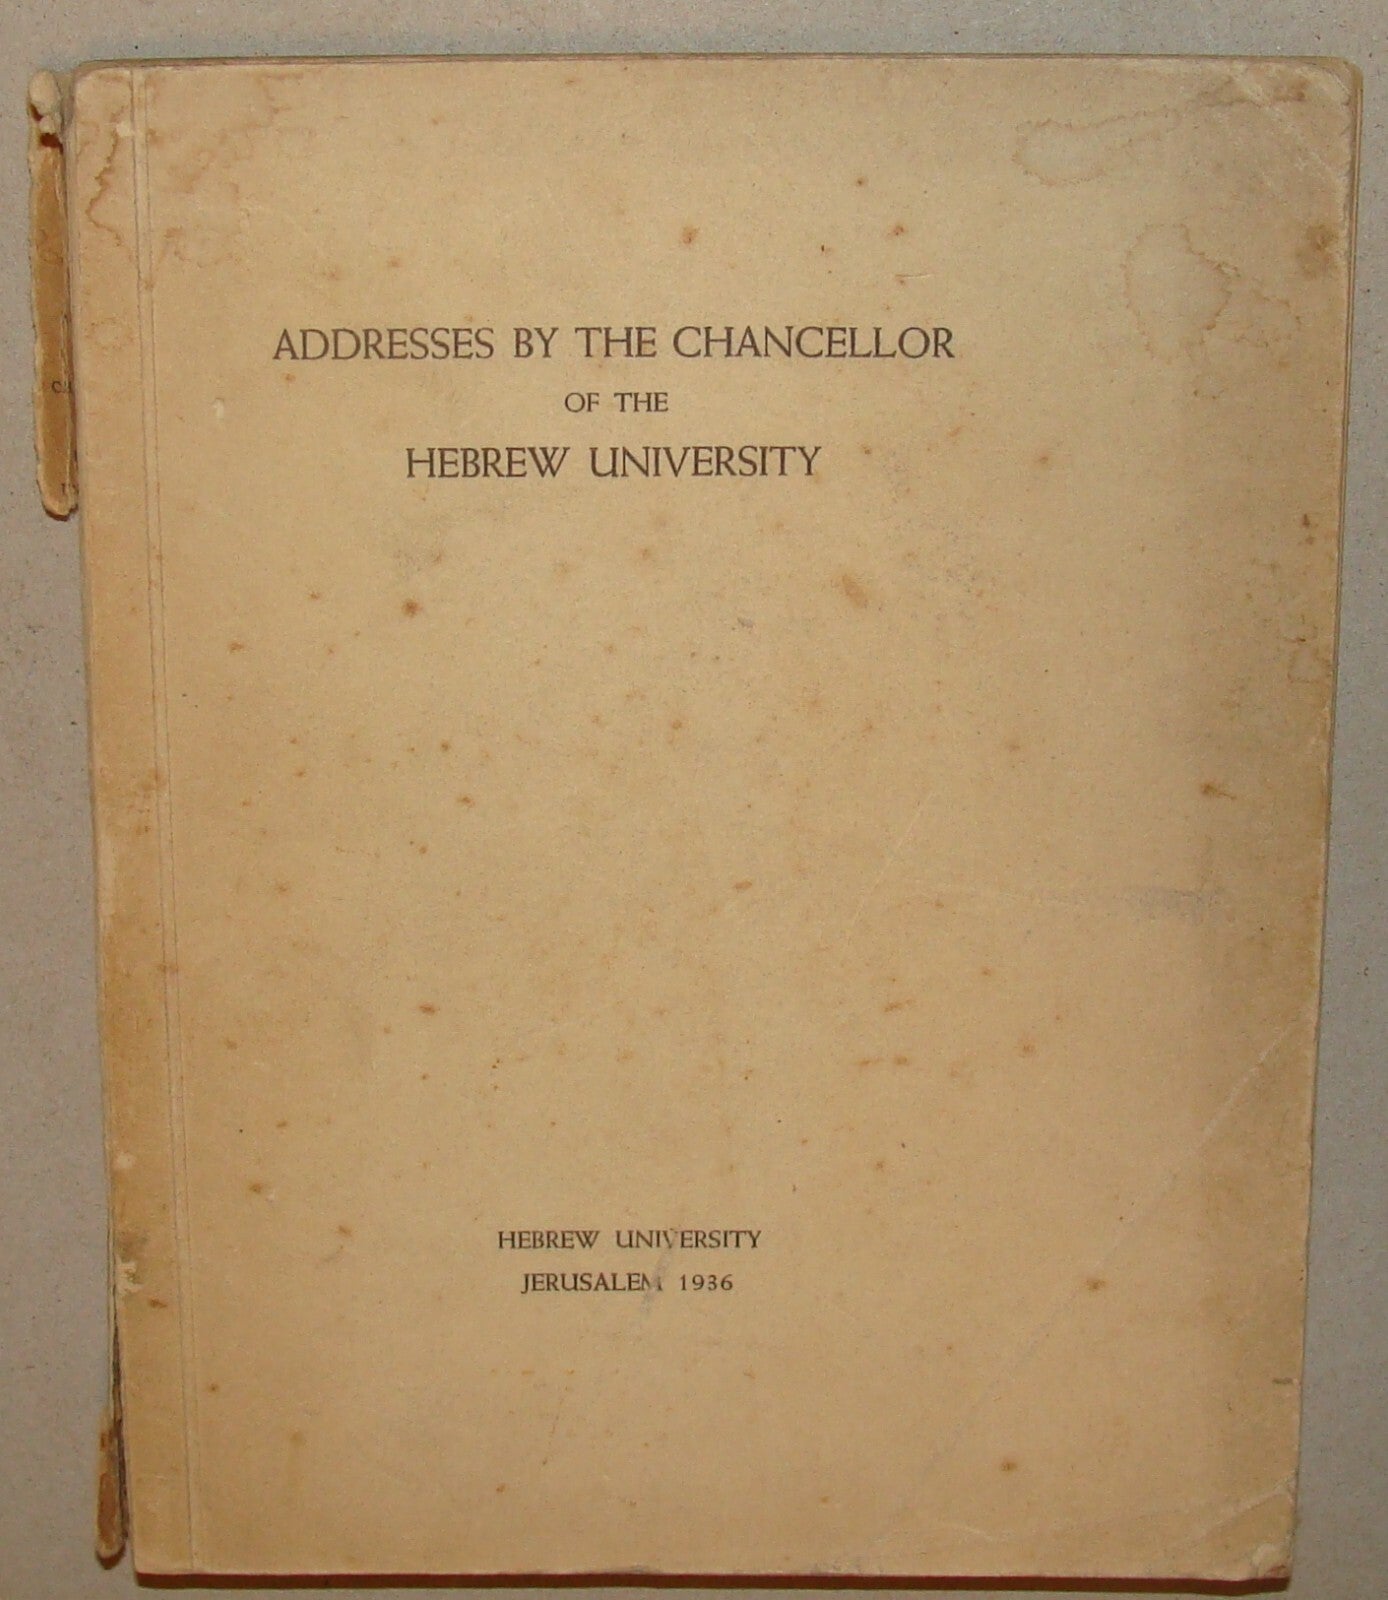 ADDRESSES BY THE CHANCELLOR
OF THE
HEBREW UNIVERSITY
HEBREW UNIVERSITY
JERUSALEM 1936